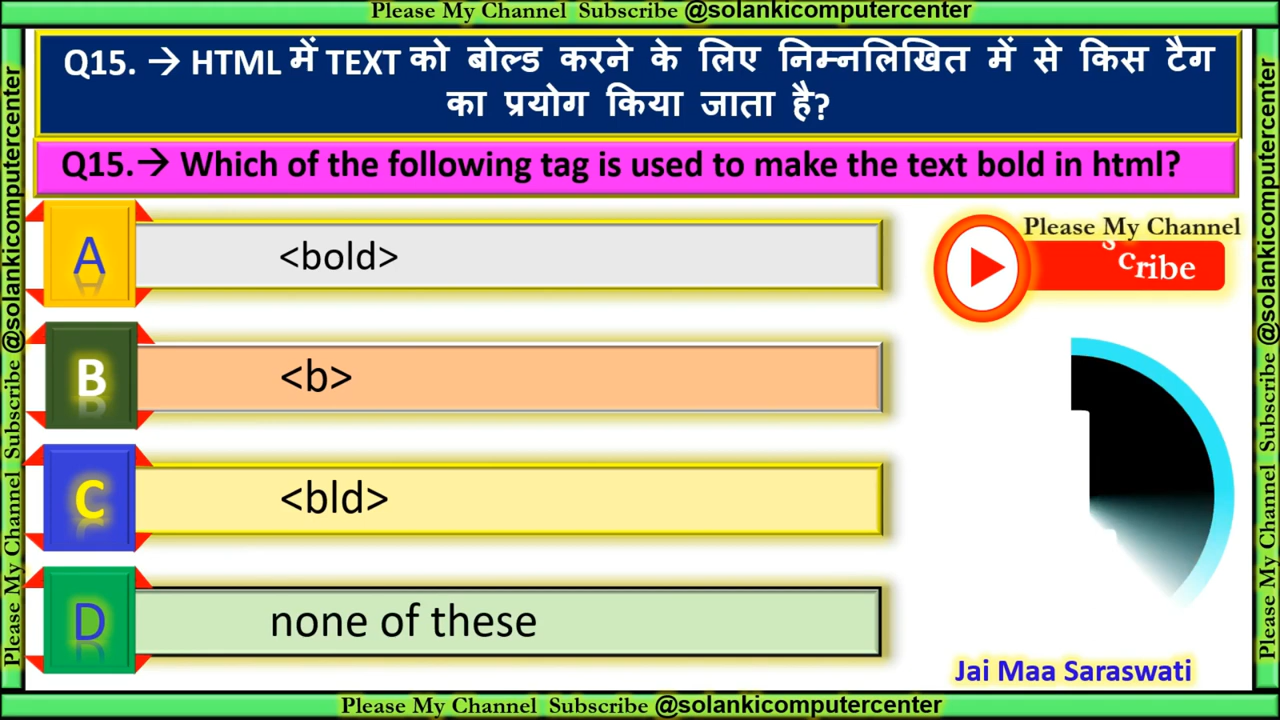 Please My Channel Subscribe @solankicomputercenter
Q15. → HTML में TEXT को बोल्ड करने के लिए निम्नलिखित में से किस टैग
का प्रयोग किया जाता है?
Q15.→ Which of the following tag is used to make the text bold in html?
A
<bold>
Please My Channel
scribe
B
<b>
C
<bld>
D
none of these
Jai Maa Saraswati
Please My Channel Subscribe @solankicomputercenter
Please My Channel Subscribe @solankicomputercenter
Please My Channel Subscribe @solankicomputercenter